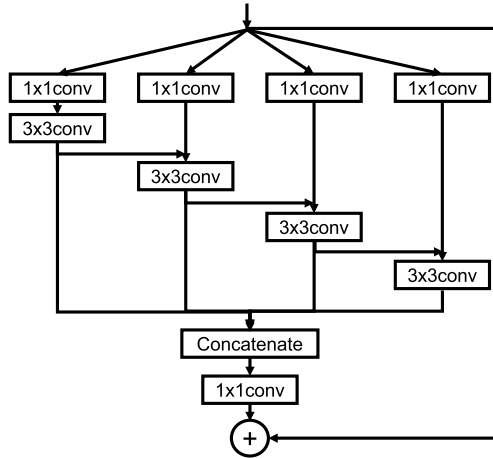 1x1conv 1x1conv 1x1conv 1x1conv
3x3conv
3x3conv
3x3conv
3x3conv
Concatenate
1x1conv
+